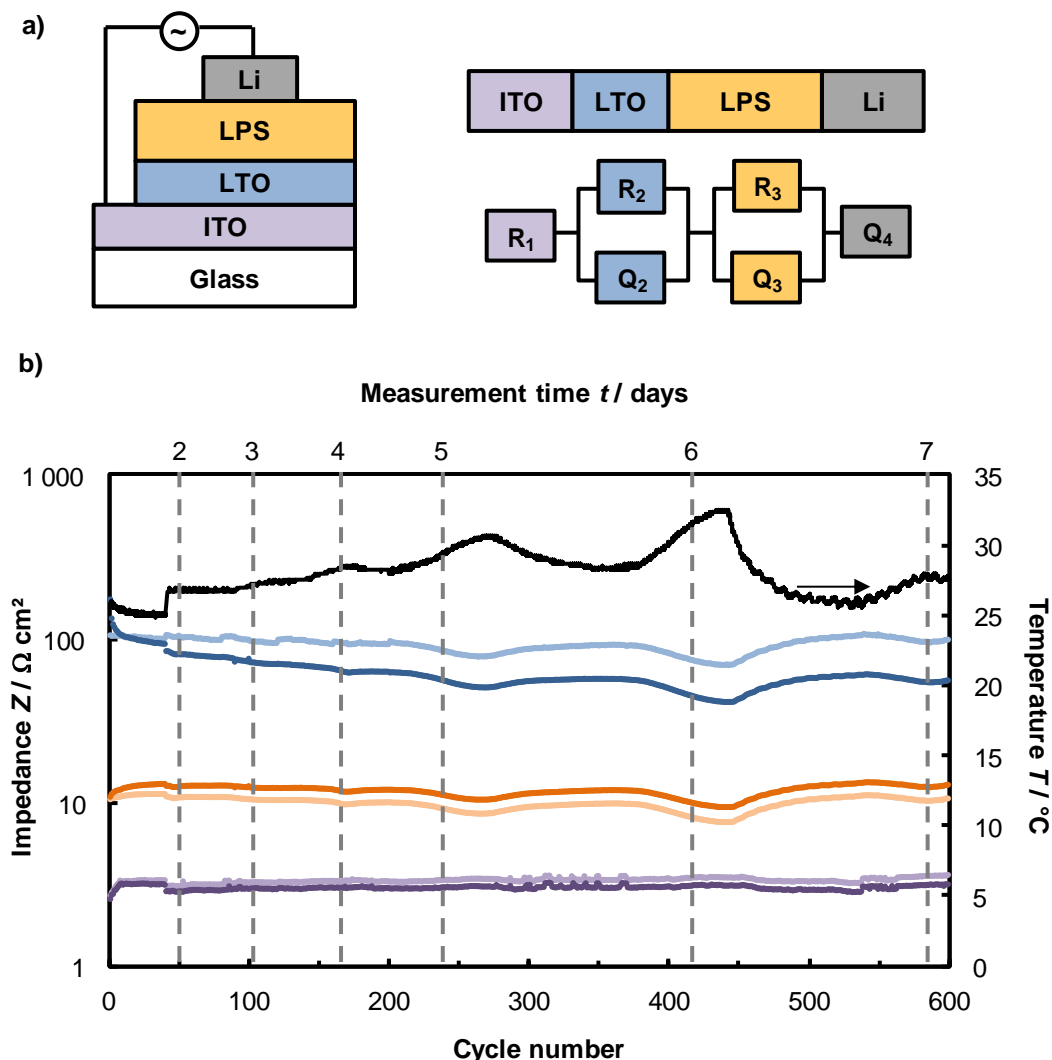 a)
~
Li
LPS
LTO
ITO
Glass
ITO LTO LPS Li
R₁
R₂
Q₂
R₃
Q₃
Q₄
b)
Measurement time t / days
2 3 4 5 6 7
Impedance Z / Ω cm²
1 000
100
10
1
Temperature T / °C
35
30
25
20
15
10
5
0
0 100 200 300 400 500 600
Cycle number